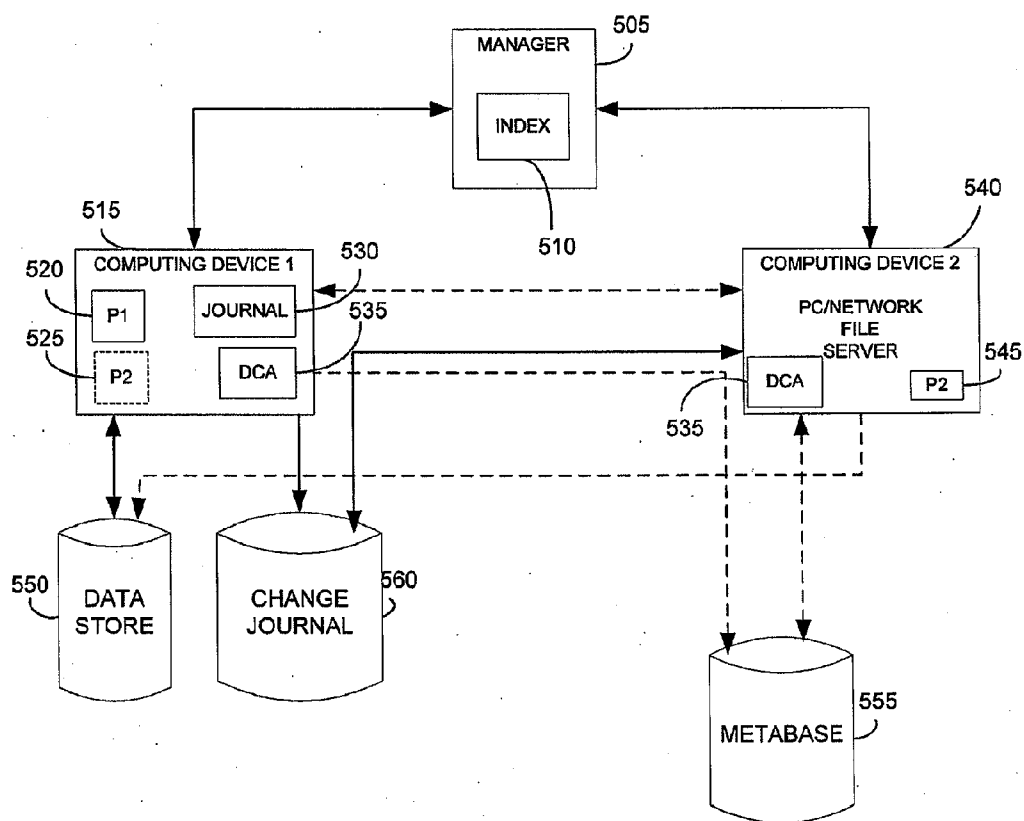 505
MANAGER
INDEX
510
515
COMPUTING DEVICE 1
520
P1
530
JOURNAL
535
525
P2
DCA
540
COMPUTING DEVICE 2
PC/NETWORK
FILE
SERVER
545
DCA
P2
535
550
DATA
STORE
560
CHANGE
JOURNAL
555
METABASE